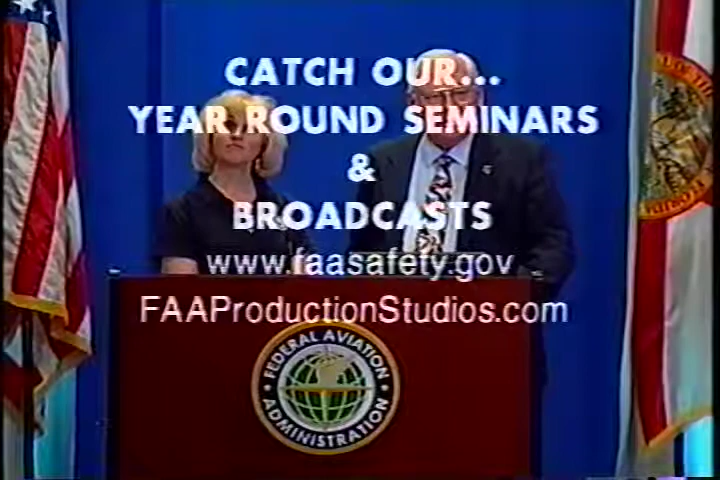 CATCH OUR...
YEAR ROUND SEMINARS
&
BROADCASTS
www.faasafety.gov
FAAProductionStudios.com
FEDERAL AVIATION
ADMINISTRATION